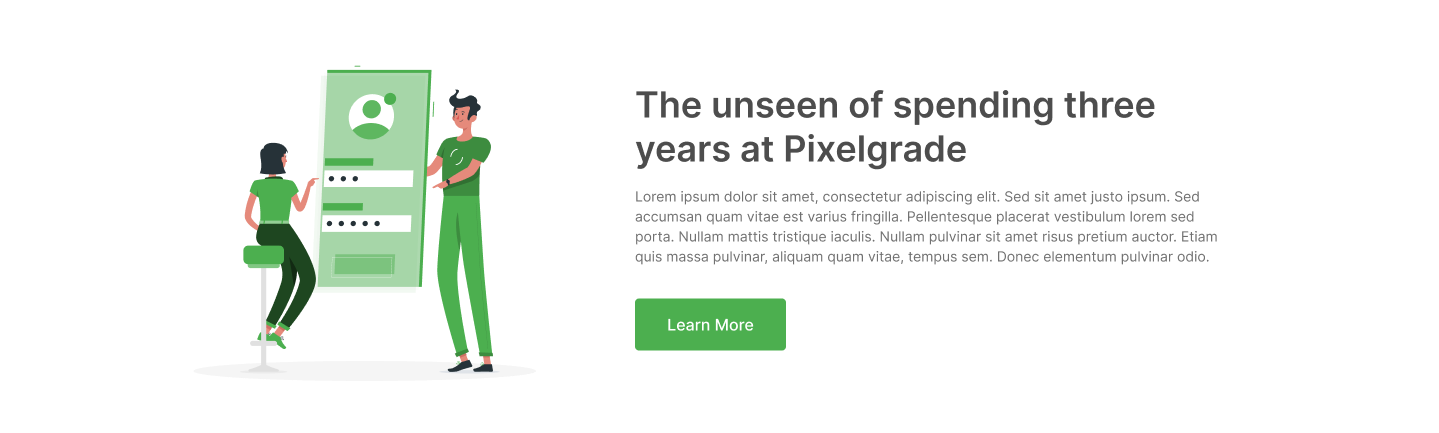 The unseen of spending three
years at Pixelgrade
Lorem ipsum dolor sit amet, consectetur adipiscing elit. Sed sit amet justo ipsum. Sed
accumsan quam vitae est varius fringilla. Pellentesque placerat vestibulum lorem sed
porta. Nullam mattis tristique iaculis. Nullam pulvinar sit amet risus pretium auctor. Etiam
quis massa pulvinar, aliquam quam vitae, tempus sem. Donec elementum pulvinar odio.
Learn More